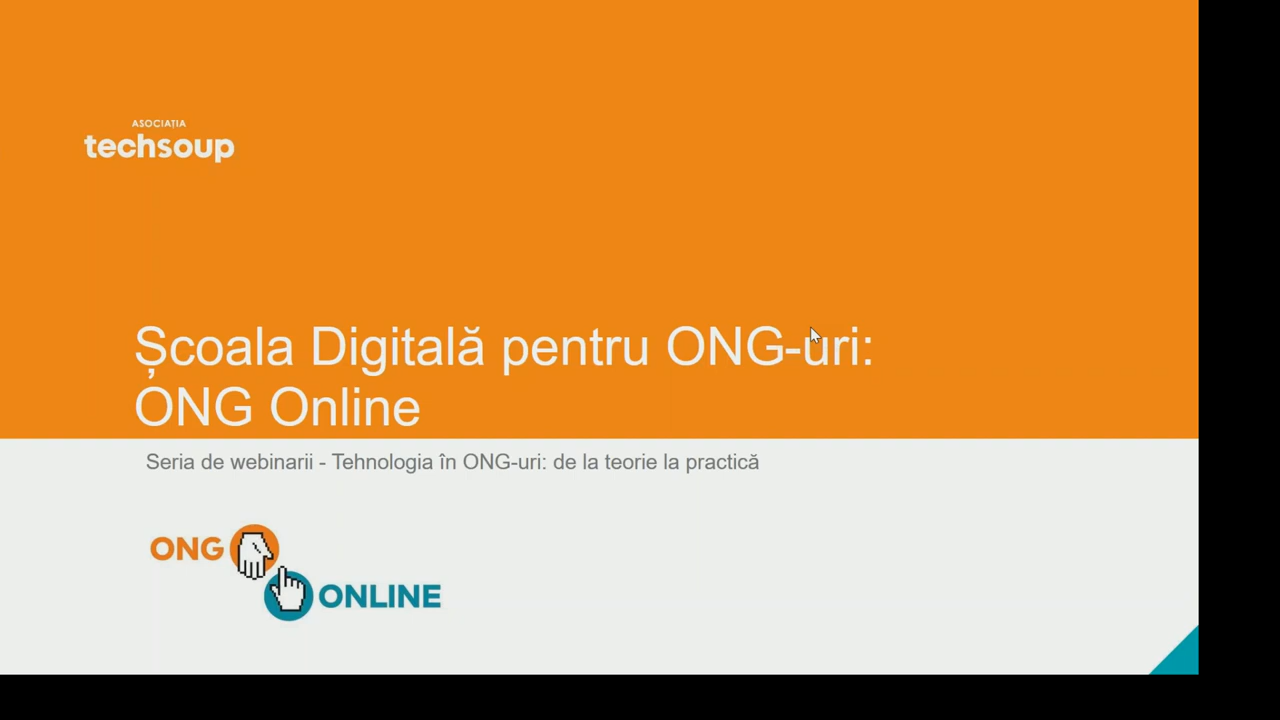 ASOCIAȚIA
techsoup
Școala Digitală pentru ONG-uri:
ONG Online
Seria de webinarii - Tehnologia în ONG-uri: de la teorie la practică
ONG
ONLINE